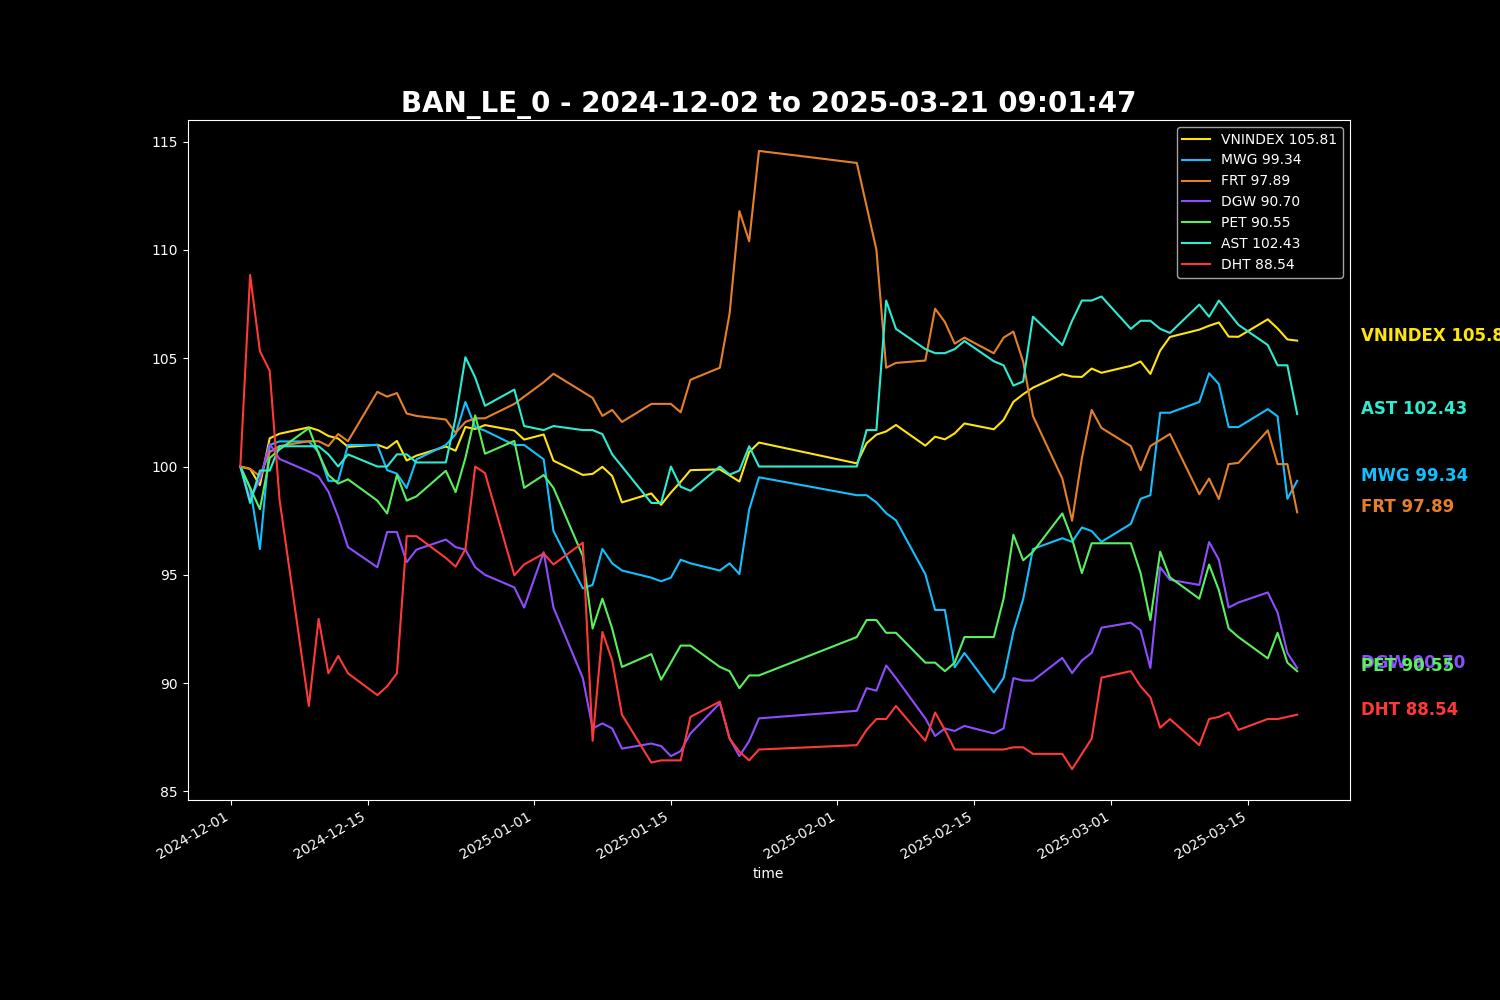 BAN_LE_0 - 2024-12-02 to 2025-03-21 09:01:47
115
110
105
100
95
90
85
VNINDEX 105.81
MWG 99.34
FRT 97.89
DGW 90.70
PET 90.55
AST 102.43
DHT 88.54
VNINDEX 105.8
AST 102.43
MWG 99.34
FRT 97.89
DGW 90.70
PET 90.55
DHT 88.54
2024-12-01
2024-12-15
2025-01-01
2025-01-15
2025-02-01
2025-02-15
2025-03-01
2025-03-15
time